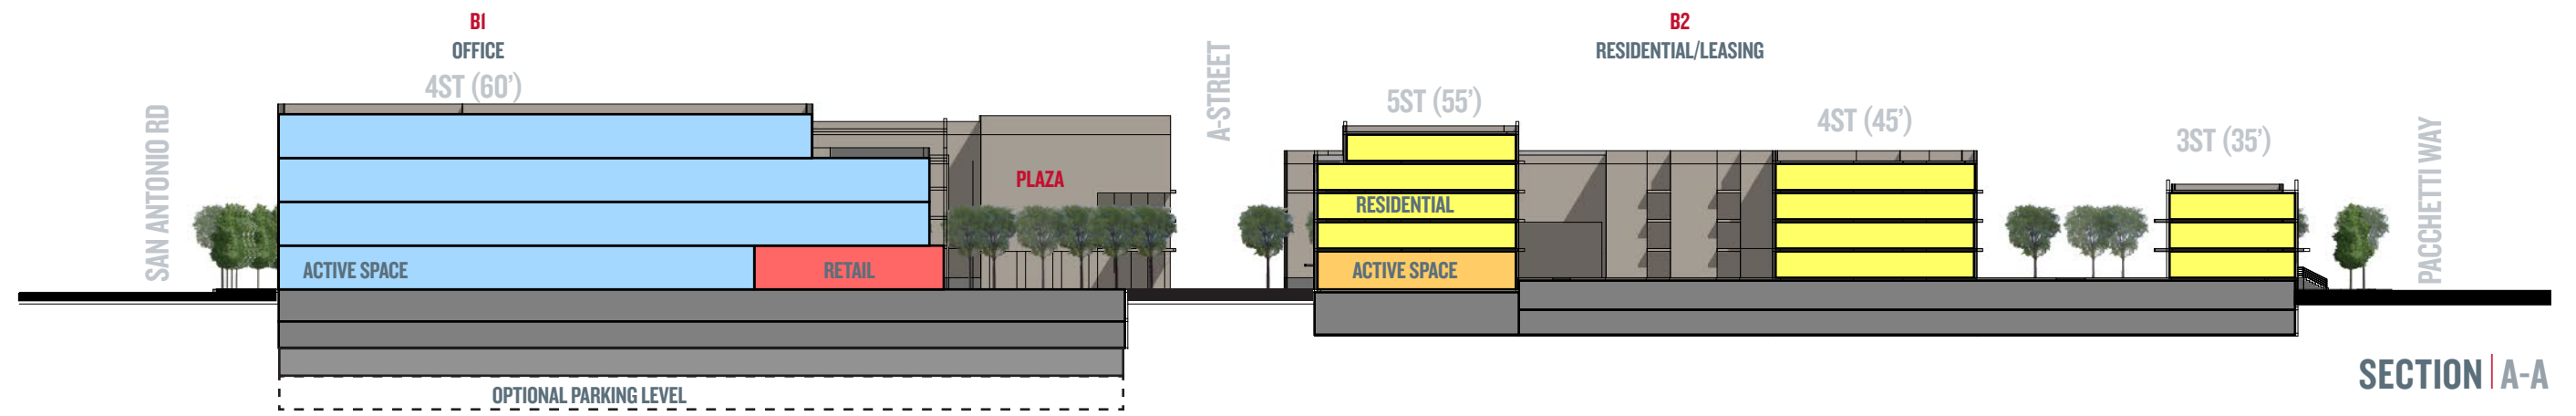 B1
OFFICE
4ST (60')
SAN ANTONIO RD
ACTIVE SPACE
RETAIL
PLAZA
OPTIONAL PARKING LEVEL
A-STREET
B2
RESIDENTIAL/LEASING
5ST (55')
RESIDENTIAL
ACTIVE SPACE
4ST (45')
3ST (35')
PACCHETTI WAY
SECTION A-A